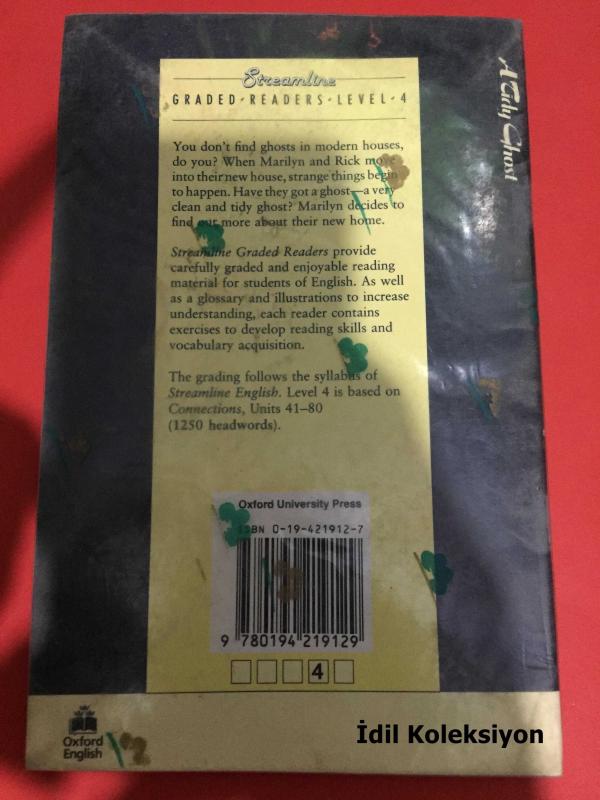 Streamline
GRADED·READERS·LEVEL·4
You don't find ghosts in modern houses,
do you? When Marilyn and Rick move
into their new house, strange things begin
to happen. Have they got a ghost—a very
clean and tidy ghost? Marilyn decides to
find out more about their new home.
Streamline Graded Readers provide
carefully graded and enjoyable reading
material for students of English. As well
as a glossary and illustrations to increase
understanding, each reader contains
exercises to develop reading skills and
vocabulary acquisition.
The grading follows the syllabus of
Streamline English. Level 4 is based on
Connections, Units 41–80
(1250 headwords).
Oxford University Press
ISBN 0-19-421912-7
9 780194 219129
4
A Tidy Ghost
Oxford
English
İdil Koleksiyon